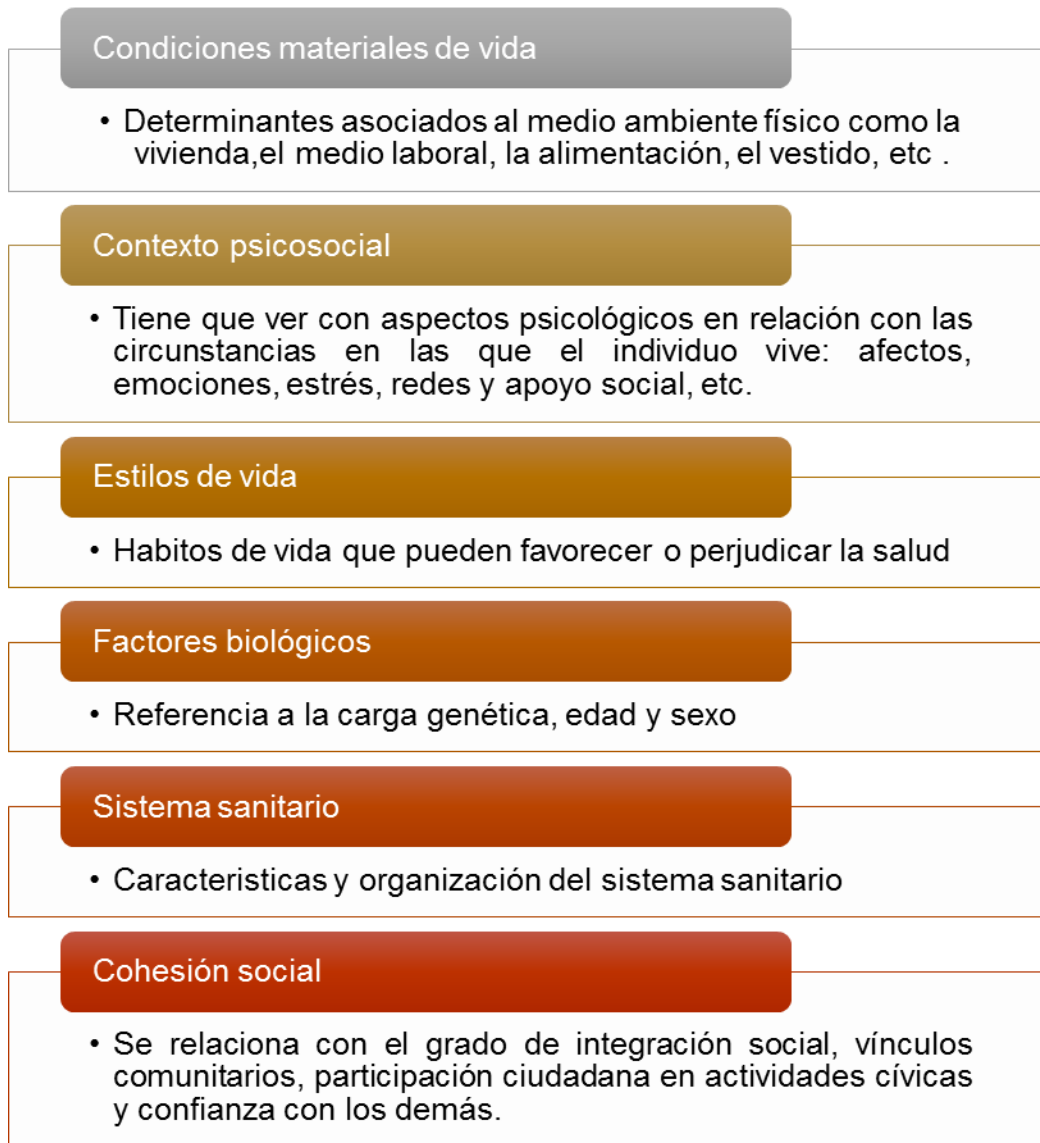 Condiciones materiales de vida
• Determinantes asociados al medio ambiente físico como la
vivienda,el medio laboral, la alimentación, el vestido, etc .
Contexto psicosocial
• Tiene que ver con aspectos psicológicos en relación con las
circunstancias en las que el individuo vive: afectos,
emociones, estrés, redes y apoyo social, etc.
Estilos de vida
• Habitos de vida que pueden favorecer o perjudicar la salud
Factores biológicos
• Referencia a la carga genética, edad y sexo
Sistema sanitario
• Caracteristicas y organización del sistema sanitario
Cohesión social
• Se relaciona con el grado de integración social, vínculos
comunitarios, participación ciudadana en actividades cívicas
y confianza con los demás.